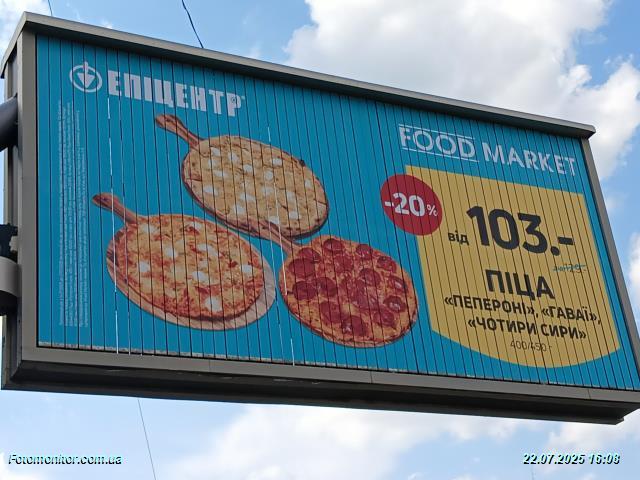 ЕПІЦЕНТР
FOOD MARKET
-20%
від 103.-
ПІЦА
«ПЕПЕРОНІ», «ГАВАЇ»,
«ЧОТИРИ СИРИ»
400/450 г
Fotomonitor.com.ua
22.07.2025 16:08